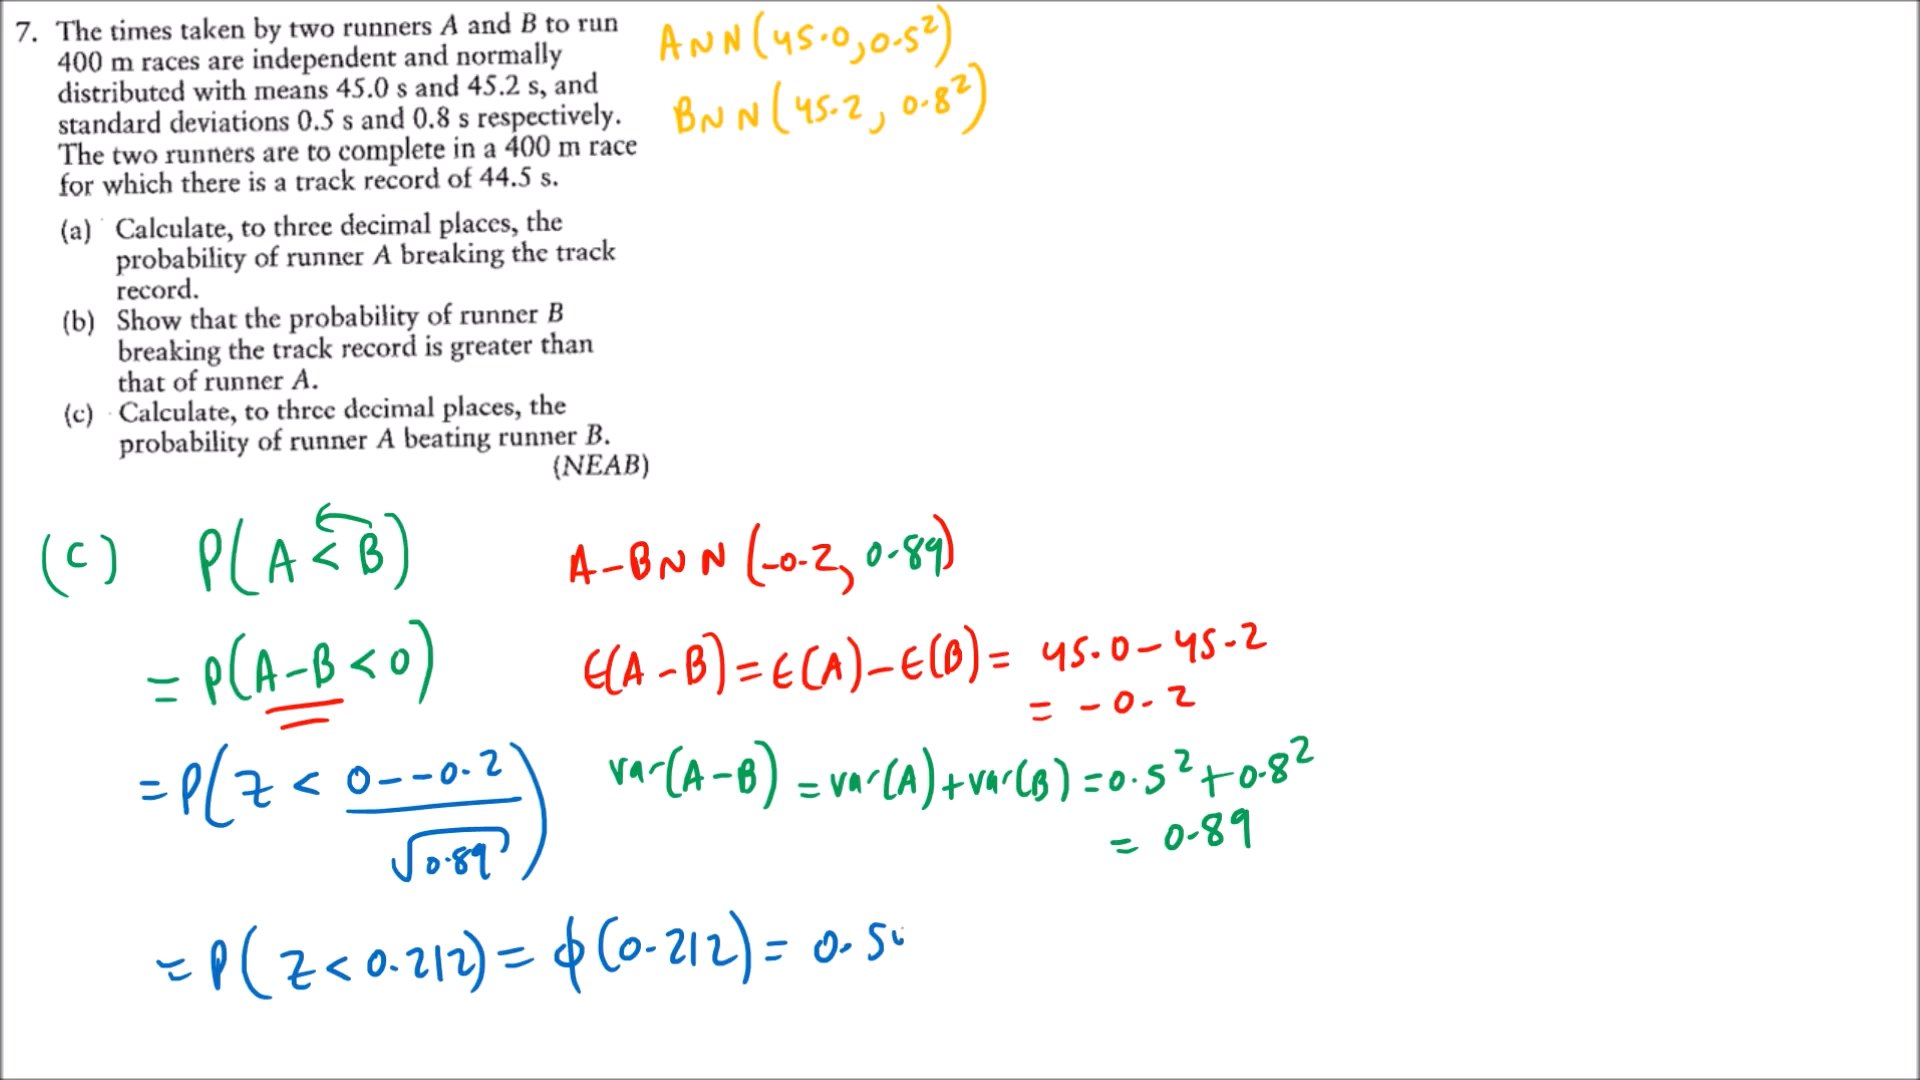 7. The times taken by two runners A and B to run
400 m races are independent and normally
distributed with means 45.0 s and 45.2 s, and
standard deviations 0.5 s and 0.8 s respectively.
The two runners are to complete in a 400 m race
for which there is a track record of 44.5 s.
(a) Calculate, to three decimal places, the
probability of runner A breaking the track
record.
(b) Show that the probability of runner B
breaking the track record is greater than
that of runner A.
(c) Calculate, to three decimal places, the
probability of runner A beating runner B.
(NEAB)
A ~ N(45.0, 0.5²)
B ~ N(45.2, 0.8²)
(c) P(A < B)
= P(A-B < 0)
= P(Z < (0--0.2)/√0.89)
= P(Z < 0.212) = ϕ(0.212) = 0.5
A-B ~ N(-0.2, 0.89)
E(A-B) = E(A) - E(B) = 45.0 - 45.2
= -0.2
var(A-B) = var(A) + var(B) = 0.5² + 0.8²
= 0.89